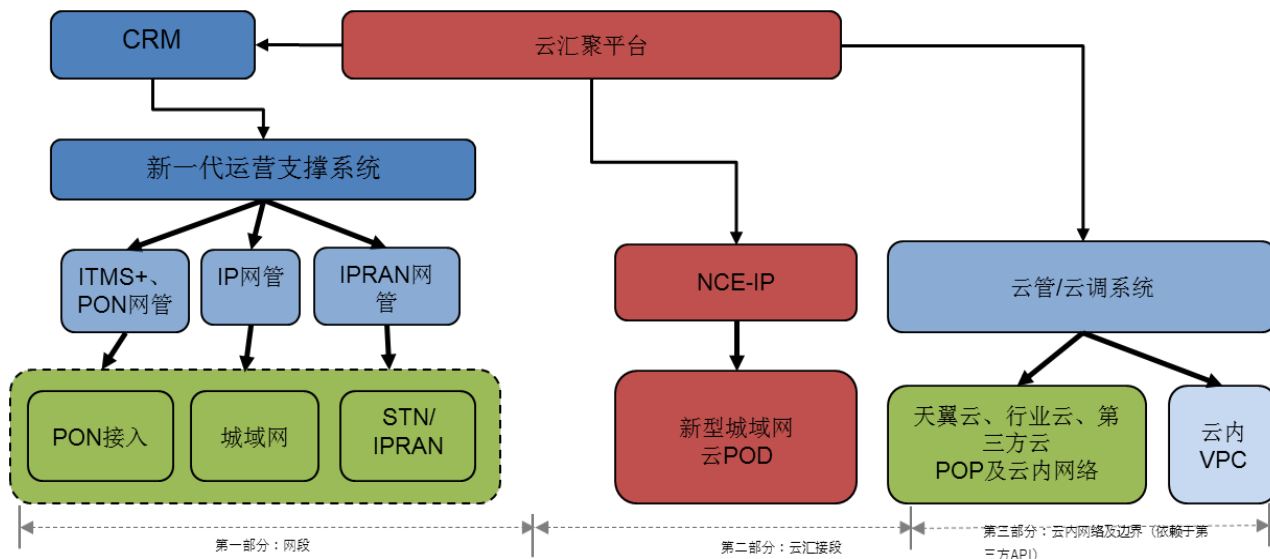 CRM
云汇聚平台
新一代运营支撑系统
ITMS+、
PON网管
IP网管
IPRAN网
管
NCE-IP
云管/云调系统
PON接入
城域网
STN/
IPRAN
新型城域网
云POD
天翼云、行业云、第
三方云
POP及云内网络
云内
VPC
第一部分：网段
第二部分：云汇接段
第三部分：云内网络及边界（依赖于第
三方API）